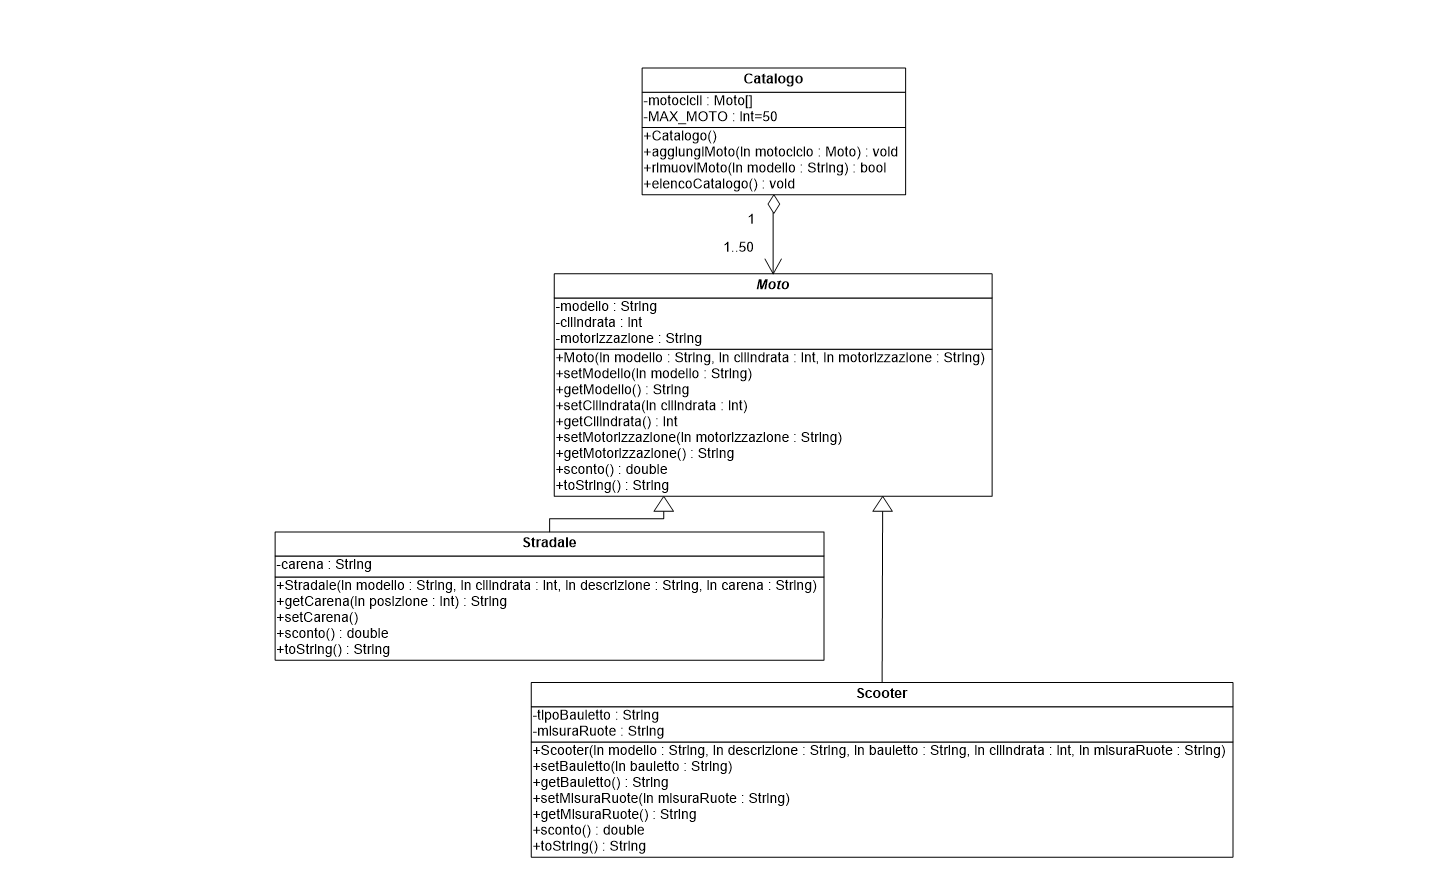 Catalogo
-motocicli : Moto[]
-MAX_MOTO : int=50
+Catalogo()
+aggiungiMoto(in motociclo : Moto) : void
+rimuoviMoto(in modello : String) : bool
+elencoCatalogo() : void
1
1..50
Moto
-modello : String
-cilindrata : int
-motorizzazione : String
+Moto(in modello : String, in cilindrata : int, in motorizzazione : String)
+setModello(in modello : String)
+getModello() : String
+setCilindrata(in cilindrata : int)
+getCilindrata() : int
+setMotorizzazione(in motorizzazione : String)
+getMotorizzazione() : String
+sconto() : double
+toString() : String
Stradale
-carena : String
+Stradale(in modello : String, in cilindrata : int, in descrizione : String, in carena : String)
+getCarena(in posizione : int) : String
+setCarena()
+sconto() : double
+toString() : String
Scooter
-tipoBauletto : String
-misuraRuote : String
+Scooter(in modello : String, in descrizione : String, in bauletto : String, in cilindrata : int, in misuraRuote : String)
+setBauletto(in bauletto : String)
+getBauletto() : String
+setMisuraRuote(in misuraRuote : String)
+getMisuraRuote() : String
+sconto() : double
+toString() : String